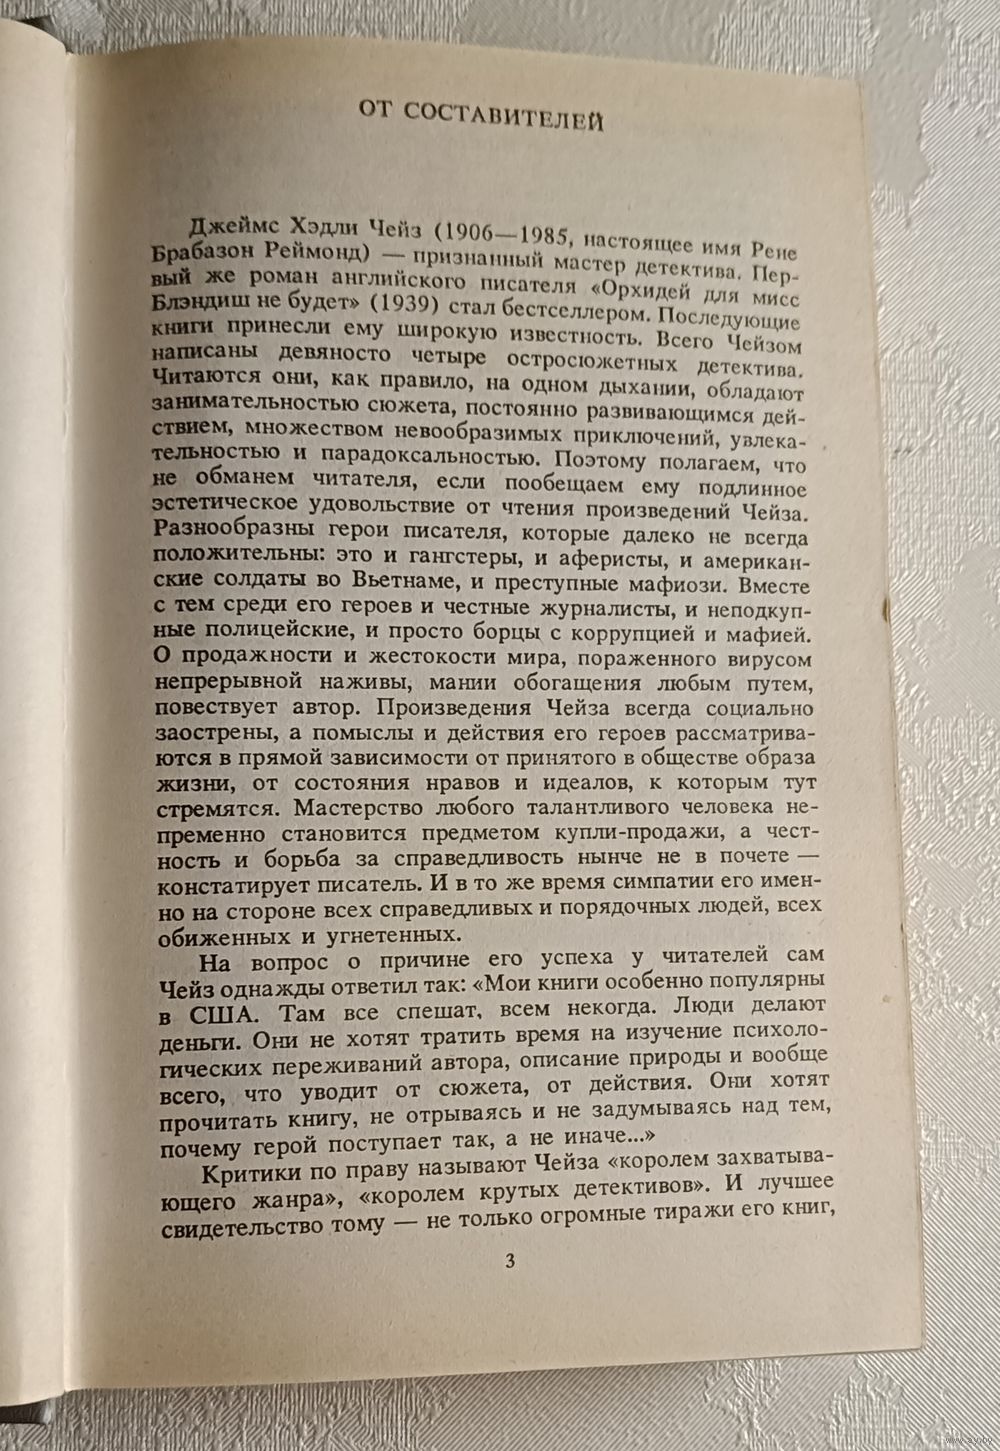 ОТ СОСТАВИТЕЛЕЙ
Джеймс Хэдли Чейз (1906—1985, настоящее имя Рене
Брабазон Реймонд) — признанный мастер детектива. Пер-
вый же роман английского писателя «Орхидей для мисс
Блэндиш не будет» (1939) стал бестселлером. Последующие
книги принесли ему широкую известность. Всего Чейзом
написаны девяносто четыре остросюжетных детектива.
Читаются они, как правило, на одном дыхании, обладают
занимательностью сюжета, постоянно развивающимся дей-
ствием, множеством невообразимых приключений, увлека-
тельностью и парадоксальностью. Поэтому полагаем, что
не обманем читателя, если пообещаем ему подлинное
эстетическое удовольствие от чтения произведений Чейза.
Разнообразны герои писателя, которые далеко не всегда
положительны: это и гангстеры, и аферисты, и американ-
ские солдаты во Вьетнаме, и преступные мафиози. Вместе
с тем среди его героев и честные журналисты, и неподкуп-
ные полицейские, и просто борцы с коррупцией и мафией.
О продажности и жестокости мира, пораженного вирусом
непрерывной наживы, мании обогащения любым путем,
повествует автор. Произведения Чейза всегда социально
заострены, а помыслы и действия его героев рассматрива-
ются в прямой зависимости от принятого в обществе образа
жизни, от состояния нравов и идеалов, к которым тут
стремятся. Мастерство любого талантливого человека не-
пременно становится предметом купли-продажи, а чест-
ность и борьба за справедливость нынче не в почете —
констатирует писатель. И в то же время симпатии его имен-
но на стороне всех справедливых и порядочных людей, всех
обиженных и угнетенных.
На вопрос о причине его успеха у читателей сам
Чейз однажды ответил так: «Мои книги особенно популярны
в США. Там все спешат, всем некогда. Люди делают
деньги. Они не хотят тратить время на изучение психоло-
гических переживаний автора, описание природы и вообще
всего, что уводит от сюжета, от действия. Они хотят
прочитать книгу, не отрываясь и не задумываясь над тем,
почему герой поступает так, а не иначе...»
Критики по праву называют Чейза «королем захватыва-
ющего жанра», «королем крутых детективов». И лучшее
свидетельство тому — не только огромные тиражи его книг,
3